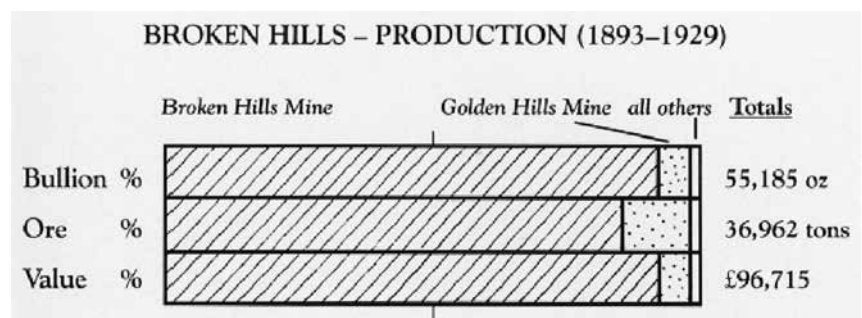 BROKEN HILLS – PRODUCTION (1893–1929)
Broken Hills Mine Golden Hills Mine all others Totals
Bullion % 55,185 oz
Ore % 36,962 tons
Value % £96,715